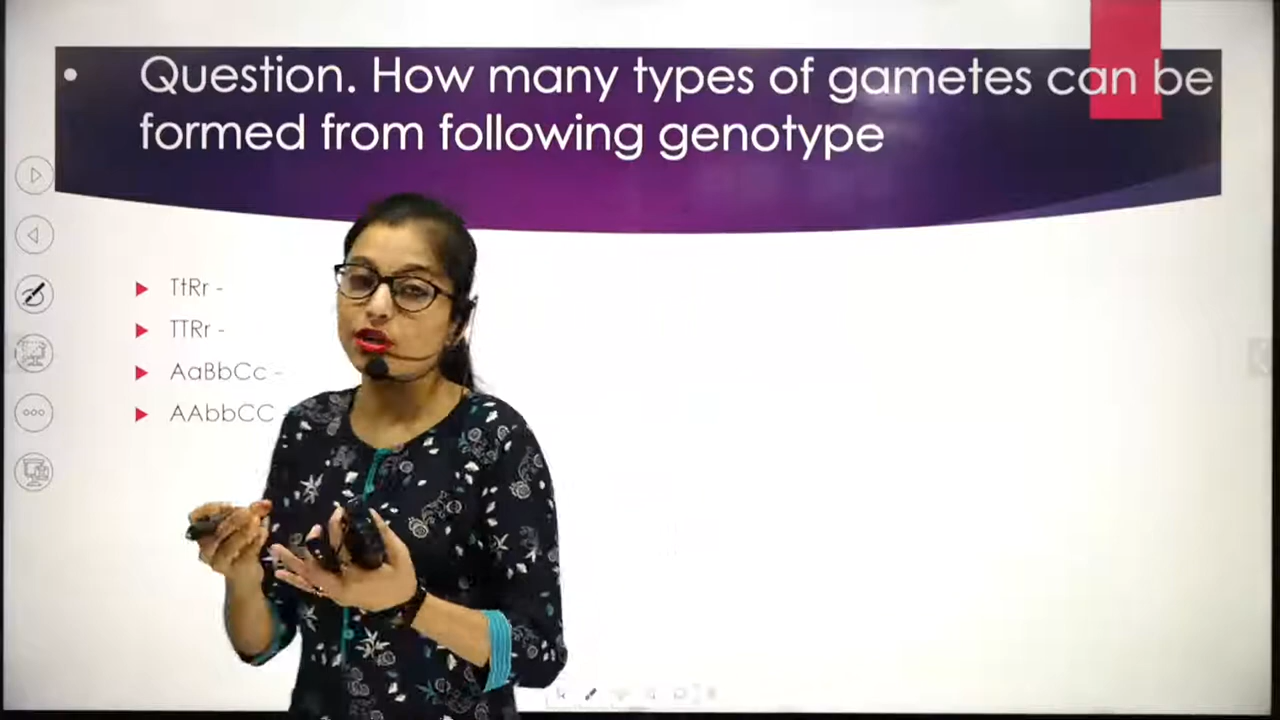 Question. How many types of gametes can be
formed from following genotype
TtRr -
TTRr -
AaBbCc -
AAbbCC